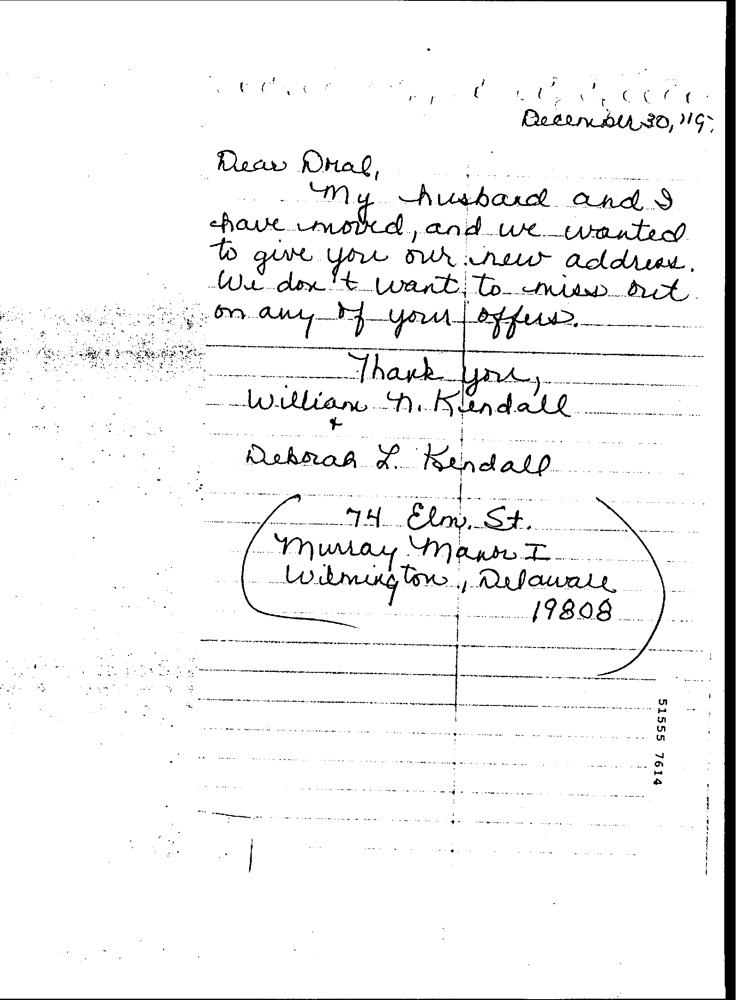 December 30,
Dear Dral,
My husband and I
have moved, and we wanted
to give you our new address.
We don't want to miss out
on any of your offers.
Thank you,
William N. Kendall
&
Deborah L. Kendall
74 Elm. St.
Murray Manor I
Wilmington, Delaware
19808
51555 7614